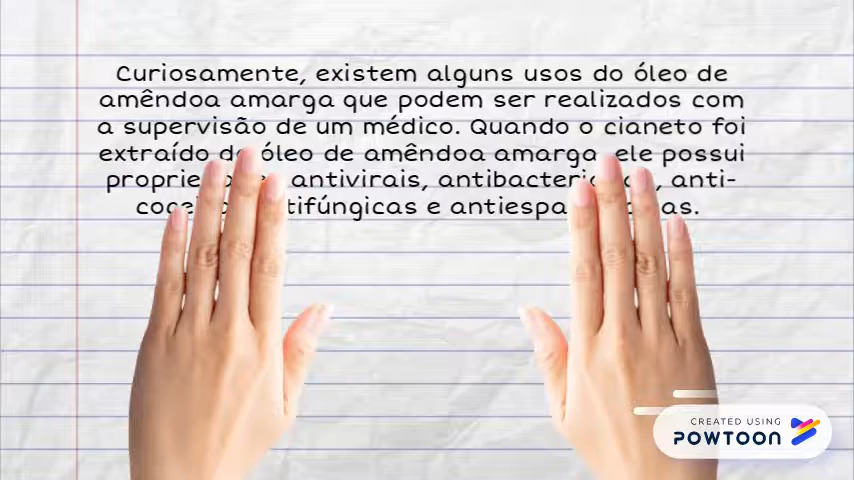 Curiosamente, existem alguns usos do óleo de
amêndoa amarga que podem ser realizados com
a supervisão de um médico. Quando o cianeto foi
extraído do óleo de amêndoa amarga, ele possui
antivirais, anti-
e
CREATED USING
POWTOON